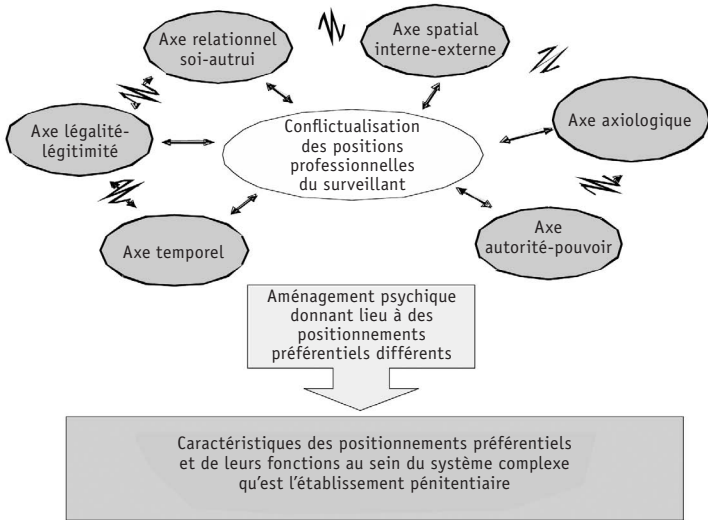 Axe relationnel
soi-autrui
Axe spatial
interne-externe
Axe légalité-
légitimité
Conflictualisation
des positions
professionnelles
du surveillant
Axe axiologique
Axe temporel
Axe
autorité-pouvoir
Aménagement psychique
donnant lieu à des
positionnements
préférentiels différents
Caractéristiques des positionnements préférentiels
et de leurs fonctions au sein du système complexe
qu'est l'établissement pénitentiaire